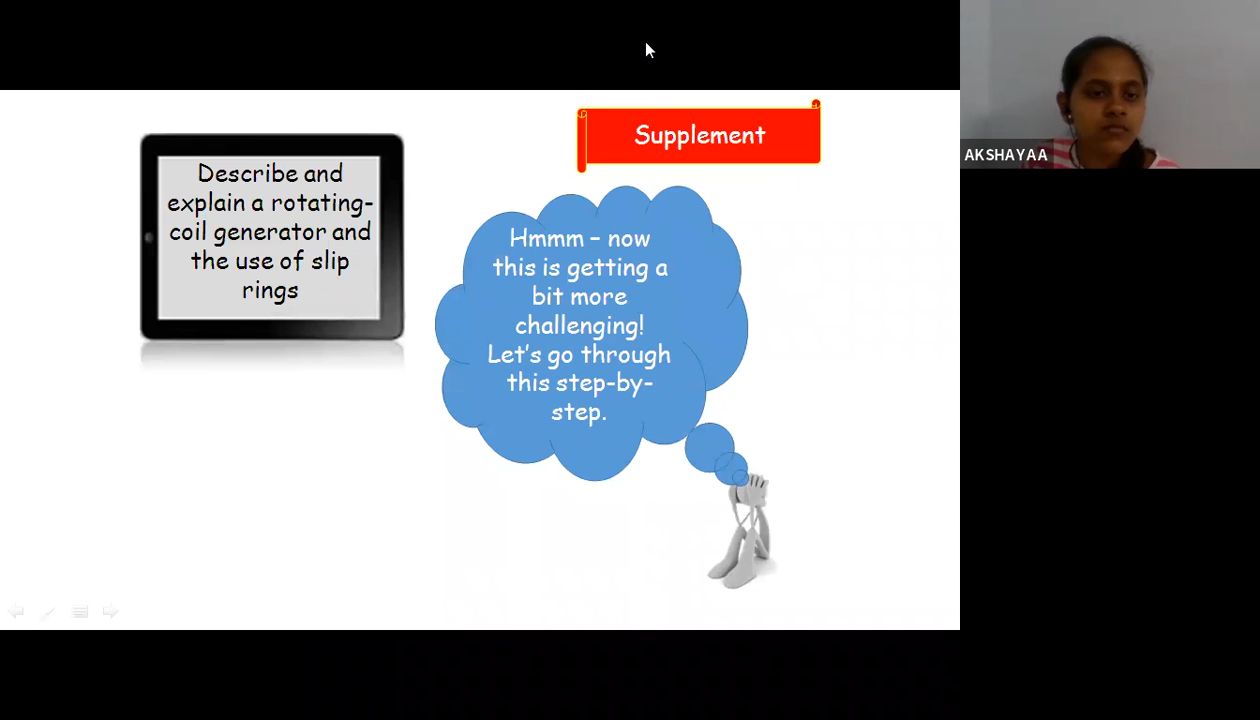 Supplement
Describe and
explain a rotating-
coil generator and
the use of slip
rings
Hmmm – now
this is getting a
bit more
challenging!
Let's go through
this step-by-
step.
AKSHAYAA